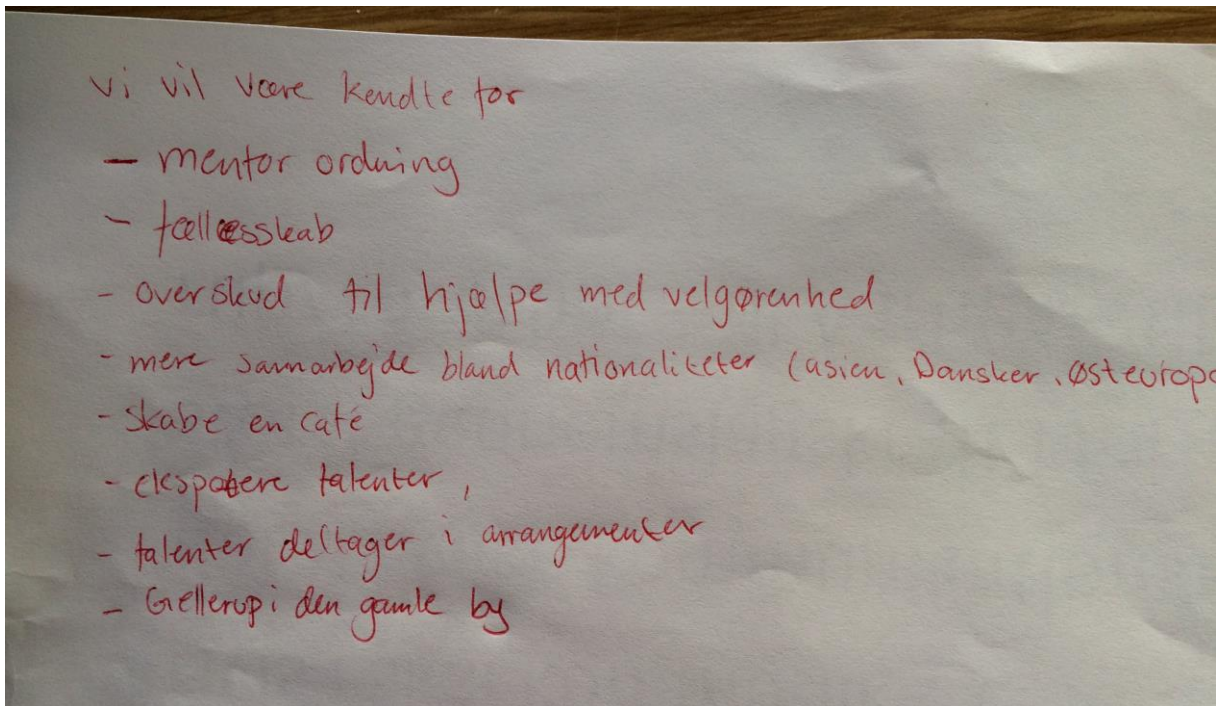 vi vil være kendte for
- mentor ordning
- fællesskab
- overskud til hjælpe med velgørenhed
- mere samarbejde bland nationaliteter (asien, Dansker, østeurope
- skabe en café
- talenter,
- talenter deltager i arrangementer
- Gellerup i den gamle by